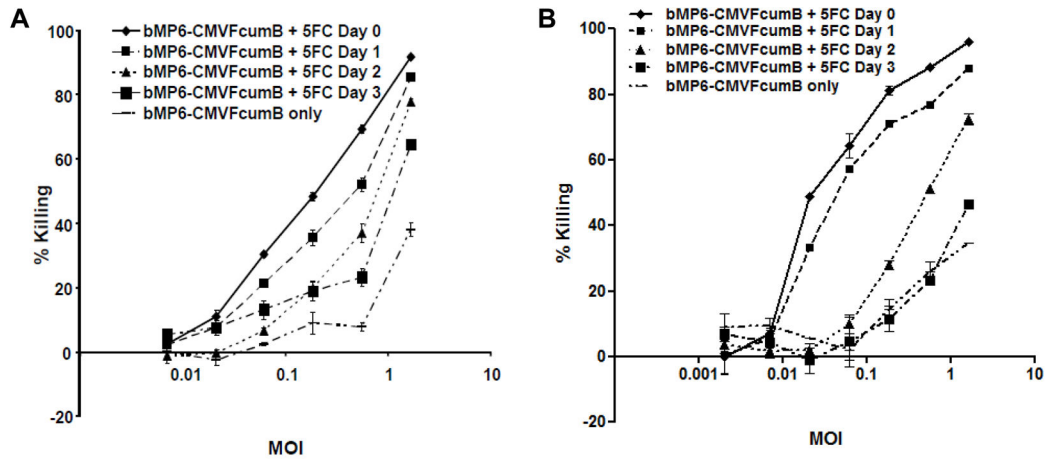 A
bMP6-CMVFcumB + 5FC Day 0
bMP6-CMVFcumB + 5FC Day 1
bMP6-CMVFcumB + 5FC Day 2
bMP6-CMVFcumB + 5FC Day 3
bMP6-CMVFcumB only
% Killing
100
80
60
40
20
0
-20
0.01
0.1
1
10
MOI
B
bMP6-CMVFcumB + 5FC Day 0
bMP6-CMVFcumB + 5FC Day 1
bMP6-CMVFcumB + 5FC Day 2
bMP6-CMVFcumB + 5FC Day 3
bMP6-CMVFcumB only
% Killing
100
80
60
40
20
0
-20
0.001
0.01
0.1
1
10
MOI